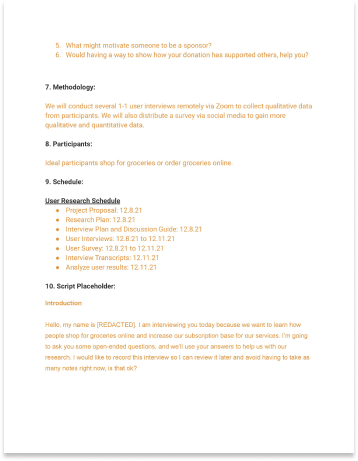 5. What might motivate someone to be a sponsor?
6. Would having a way to show how your donation has supported others, help you?
7. Methodology:
We will conduct several 1-1 user interviews remotely via Zoom to collect qualitative data
from participants. We will also distribute a survey via social media to gain more
qualitative and quantitative data.
8. Participants:
Ideal participants shop for groceries or order groceries online.
9. Schedule:
User Research Schedule
● Project Proposal: 12.8.21
● Research Plan: 12.8.21
● Interview Plan and Discussion Guide: 12.8.21
● User Interviews: 12.8.21 to 12.11.21
● User Survey: 12.8.21 to 12.11.21
● Interview Transcripts: 12.11.21
● Analyze user results: 12.11.21
10. Script Placeholder:
Introduction
Hello, my name is [REDACTED]. I am interviewing you today because we want to learn how
people shop for groceries online and increase our subscription base for our services. I'm going
to ask you some open-ended questions, and we'll use your answers to help us with our
research. I would like to record this interview so I can review it later and avoid having to take as
many notes right now, is that ok?